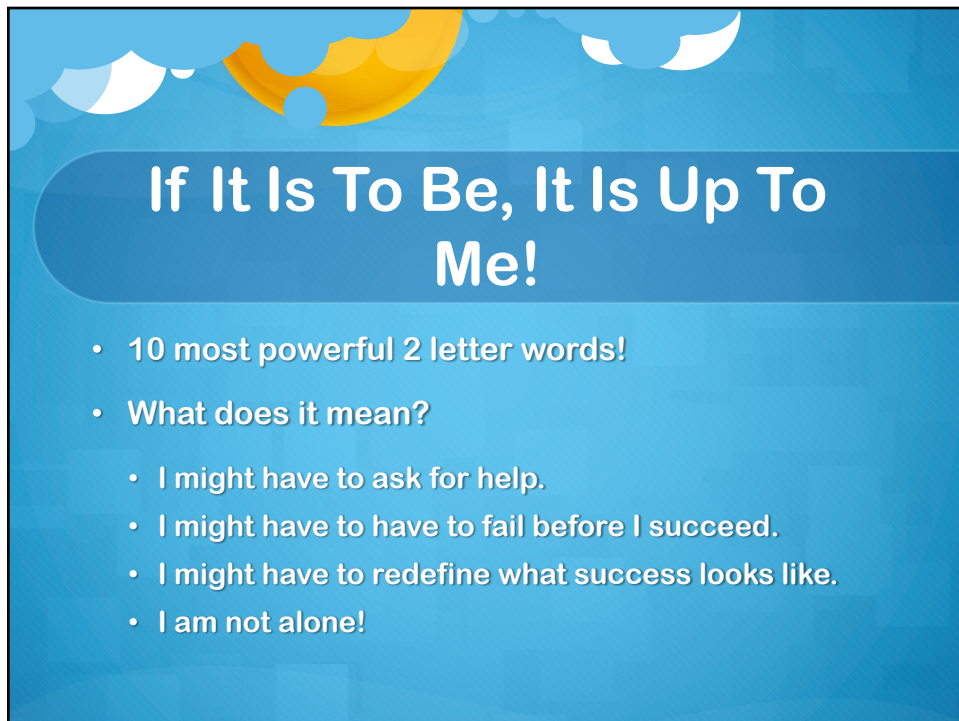 If It Is To Be, It Is Up To
Me!
• 10 most powerful 2 letter words!
• What does it mean?
• I might have to ask for help.
• I might have to have to fail before I succeed.
• I might have to redefine what success looks like.
• I am not alone!